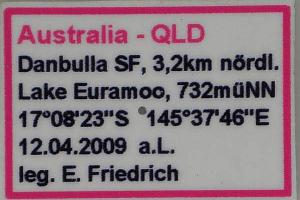 Australia - QLD
Danbulla SF, 3,2km nördl.
Lake Euramoo, 732müNN
17°08'23"S 145°37'46"E
12.04.2009 a.L.
leg. E. Friedrich